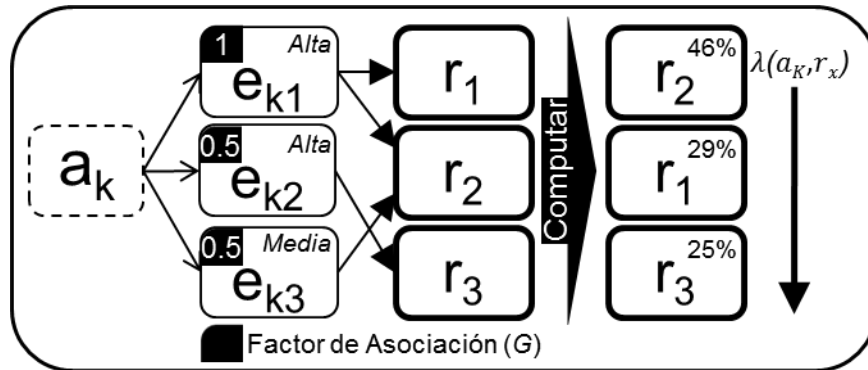 a_k
1 Alta
e_k1
0.5 Alta
e_k2
0.5 Media
e_k3
r_1
r_2
r_3
Computar
46%
r_2
29%
r_1
25%
r_3
λ(a_K,r_x)
Factor de Asociación (G)